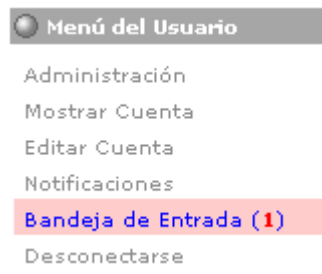 Menú del Usuario
Administración
Mostrar Cuenta
Editar Cuenta
Notificaciones
Bandeja de Entrada (1)
Desconectarse